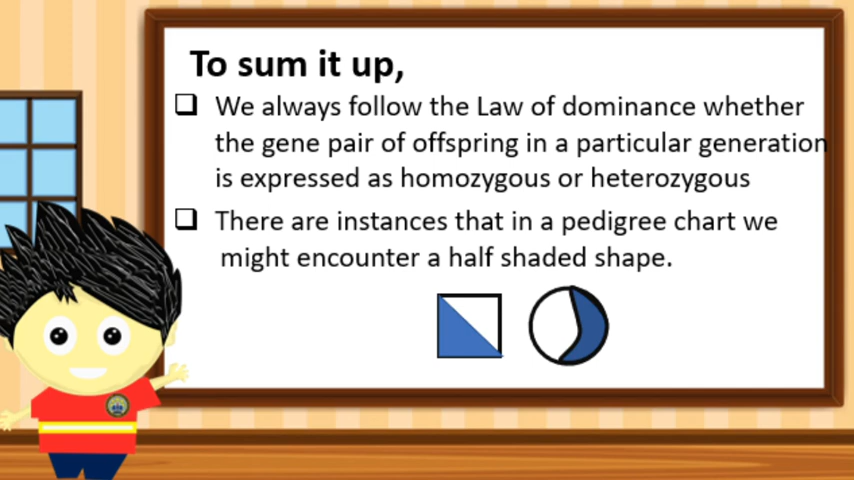 To sum it up,
We always follow the Law of dominance whether
the gene pair of offspring in a particular generation
is expressed as homozygous or heterozygous
There are instances that in a pedigree chart we
might encounter a half shaded shape.